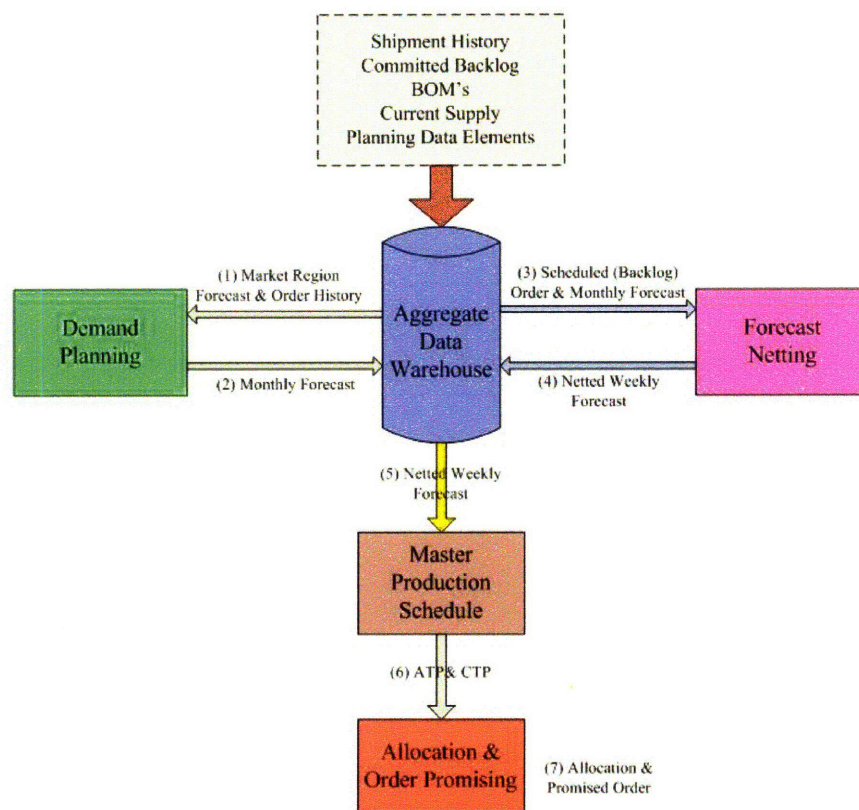 Shipment History
Committed Backlog
BOM's
Current Supply
Planning Data Elements
(1) Market Region
Forecast & Order History
(3) Scheduled (Backlog)
Order & Monthly Forecast
Demand
Planning
Aggregate
Data
Warehouse
Forecast
Netting
(2) Monthly Forecast
(4) Netted Weekly
Forecast
(5) Netted Weekly
Forecast
Master
Production
Schedule
(6) ATP& CTP
Allocation &
Order Promising
(7) Allocation &
Promised Order